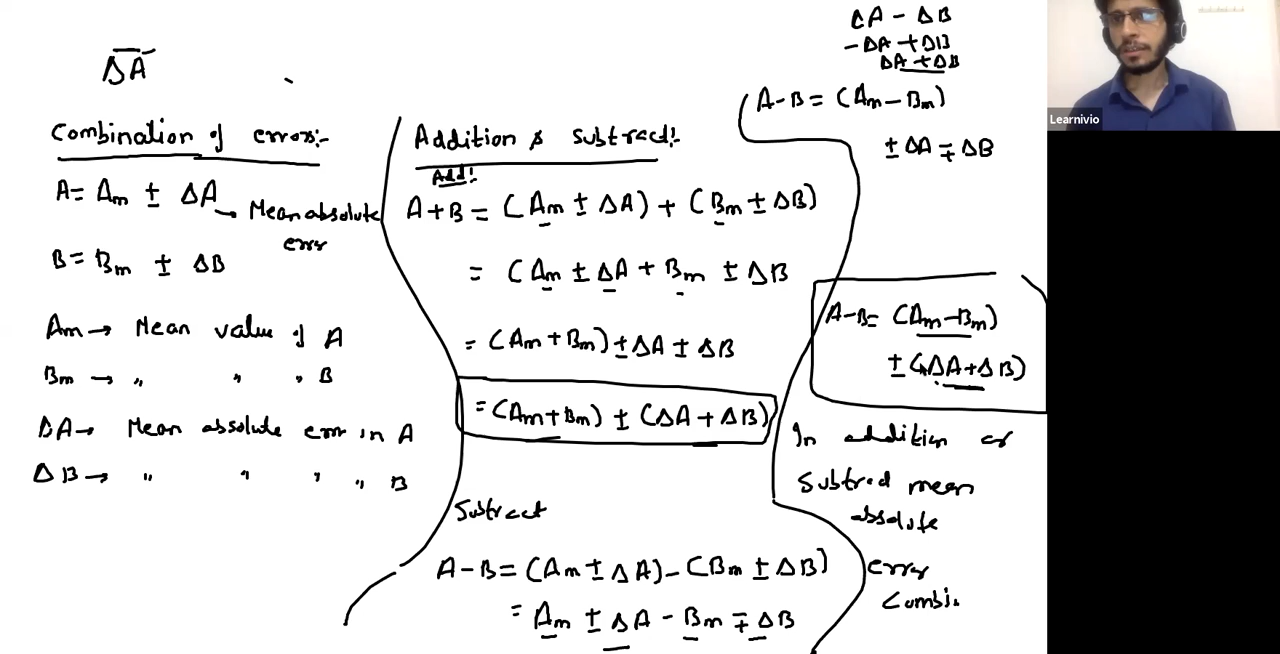 ΔA̅
Combination of errors:-
A = Am ± ΔA
→ Mean absolute
error
B = Bm ± ΔB
Am → Mean value of A
Bm → " " " B
ΔA → Mean absolute error in A
ΔB → " " " " B
Addition & subtract!
Add!
A+B = (Am ± ΔA) + (Bm ± ΔB)
= (Am ± ΔA + Bm ± ΔB
= (Am + Bm) ± ΔA ± ΔB
= (Am + Bm) ± (ΔA + ΔB)
Subtract
A-B = (Am ± ΔA) - (Bm ± ΔB)
= Am ± ΔA - Bm ∓ ΔB
ΔA - ΔB
-ΔA + ΔB
ΔA + ΔB
A-B = (Am - Bm)
± ΔA ∓ ΔB
A-B = (Am - Bm)
± (ΔA + ΔB)
In addition or
Subtract mean
absolute
error
Combi.
Learnivio